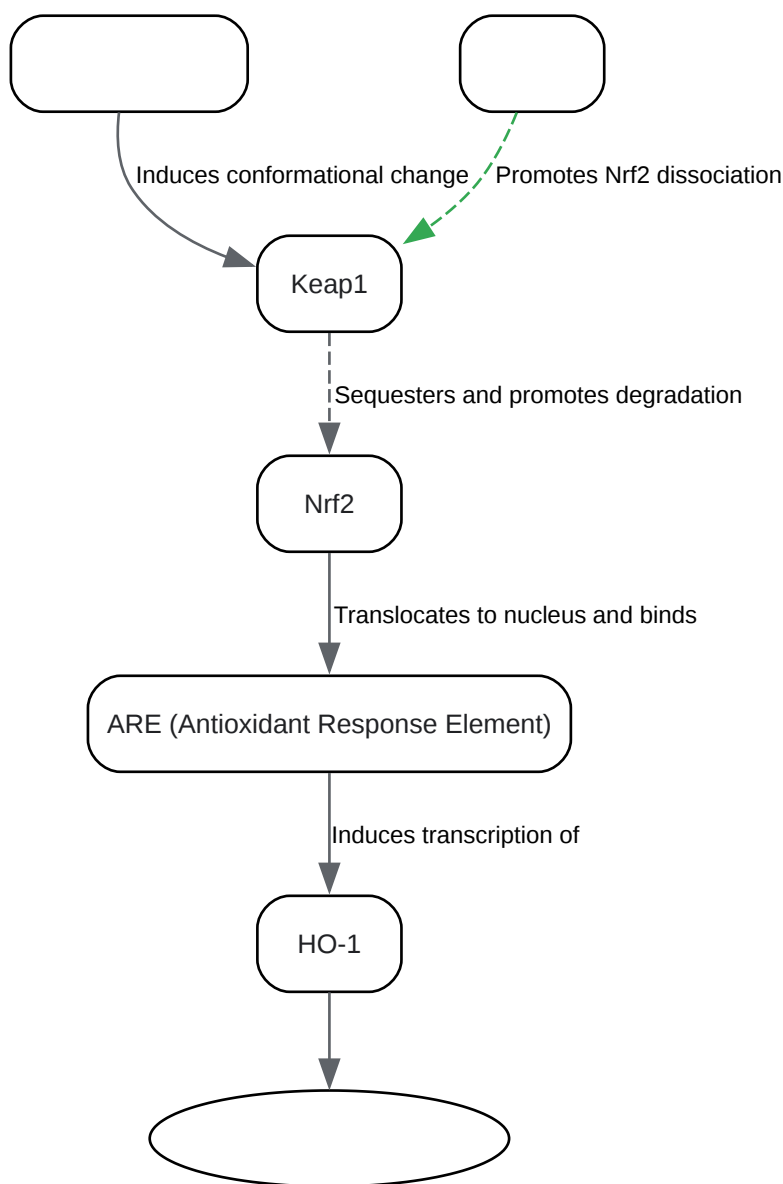 Induces conformational change
Promotes Nrf2 dissociation
Keap1
Sequesters and promotes degradation
Nrf2
Translocates to nucleus and binds
ARE (Antioxidant Response Element)
Induces transcription of
HO-1